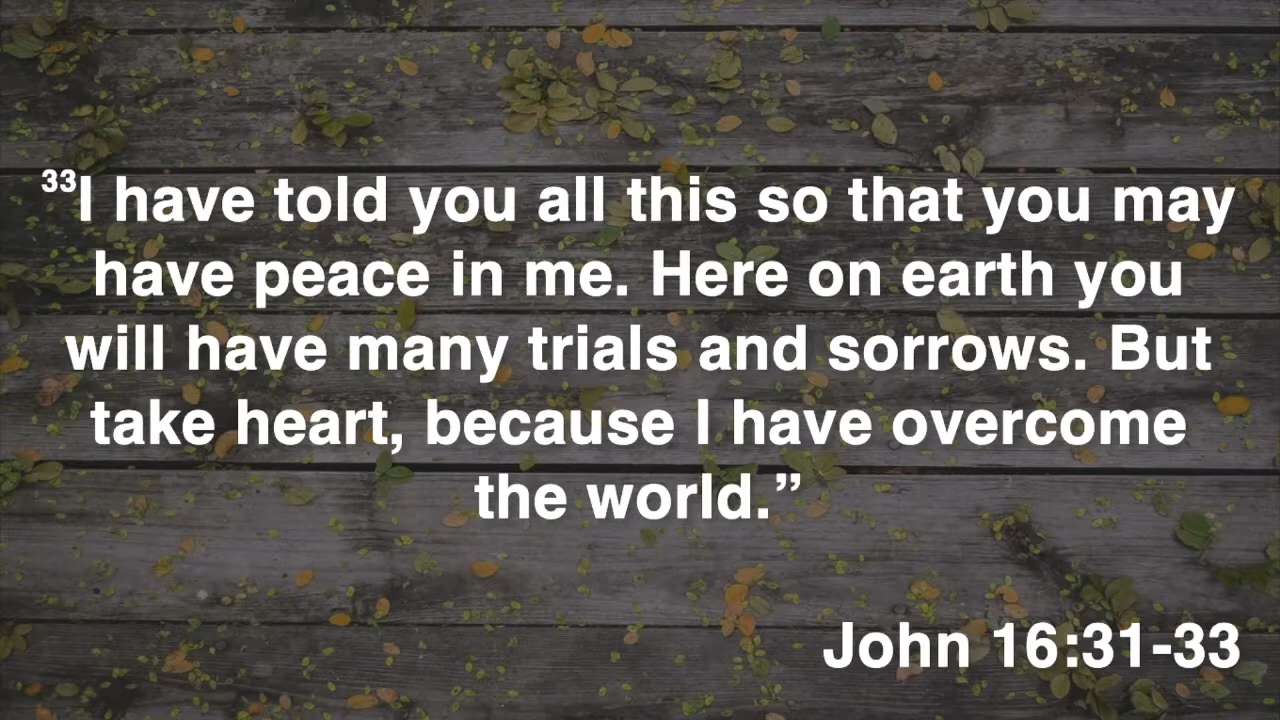 ³³I have told you all this so that you may
have peace in me. Here on earth you
will have many trials and sorrows. But
take heart, because I have overcome
the world.”
John 16:31-33